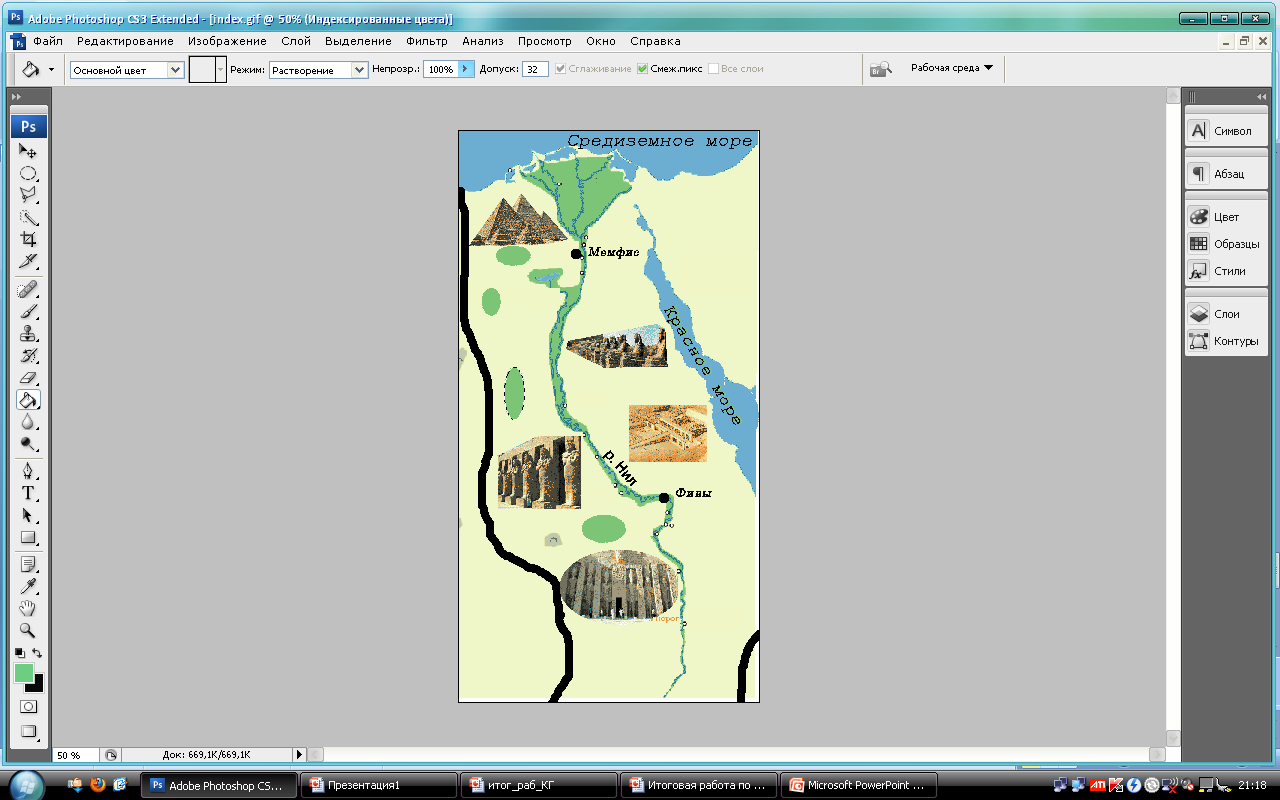 Adobe Photoshop CS3 Extended - [index.gif @ 50% (Индексированные цвета)]
Файл Редактирование Изображение Слой Выделение Фильтр Анализ Просмотр Окно Справка
Основной цвет Режим: Растворение Непрозр.: 100% Допуск: 32 Сглаживание Смеж.пикс Все слои Br Рабочая среда
Ps
Средиземное море
Мемфис
Красное море
р. Нил
Фивы
Порог
Символ
Абзац
Цвет
Образцы
Стили
Слои
Контуры
50 % Док: 669,1K/669,1K
Adobe Photoshop CS... Презентация1 итог_раб_КГ Итоговая работа по ... Microsoft PowerPoint ... 21:18